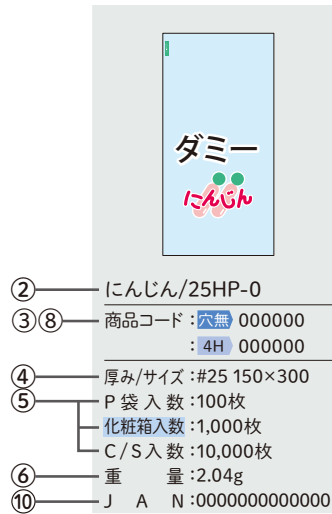 ダミー
にんじん
② にんじん/25HP-0
③⑧ 商品コード:穴無 000000
:4H 000000
④ 厚み/サイズ:#25 150×300
⑤ P袋入数:100枚
化粧箱入数:1,000枚
C/S入数:10,000枚
⑥ 重量:2.04g
⑩ JAN:0000000000000